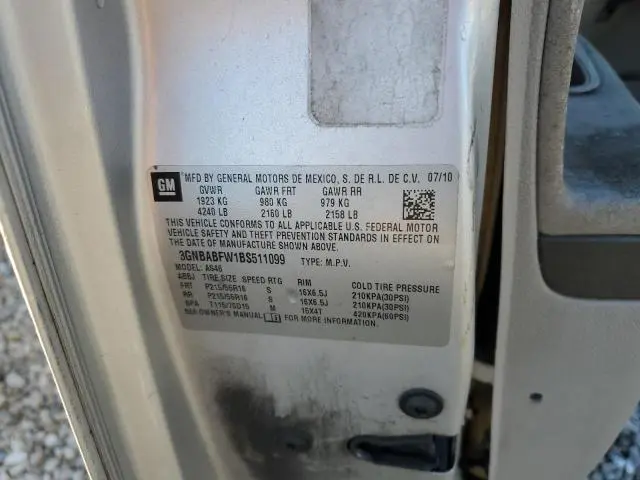 GM
MFD BY GENERAL MOTORS DE MEXICO, S. DE R.L. DE C.V. 07/10
GVWR GAWR FRT GAWR RR
1923 KG 980 KG 979 KG
4240 LB 2160 LB 2158 LB
THIS VEHICLE CONFORMS TO ALL APPLICABLE U.S. FEDERAL MOTOR
VEHICLE SAFETY AND THEFT PREVENTION STANDARDS IN EFFECT ON
THE DATE OF MANUFACTURE SHOWN ABOVE.
3GNBABFW1BS511099 TYPE: M.P.V.
MODEL: AS46
ABB TIRE SIZE SPEED RTG RIM COLD TIRE PRESSURE
FRT P215/55R16 S 16X6.5J 210KPA(30PSI)
RR P215/55R16 S 16X6.5J 210KPA(30PSI)
SPA T115/70D15 M 15X4T 420KPA(60PSI)
SEE OWNER'S MANUAL FOR MORE INFORMATION.